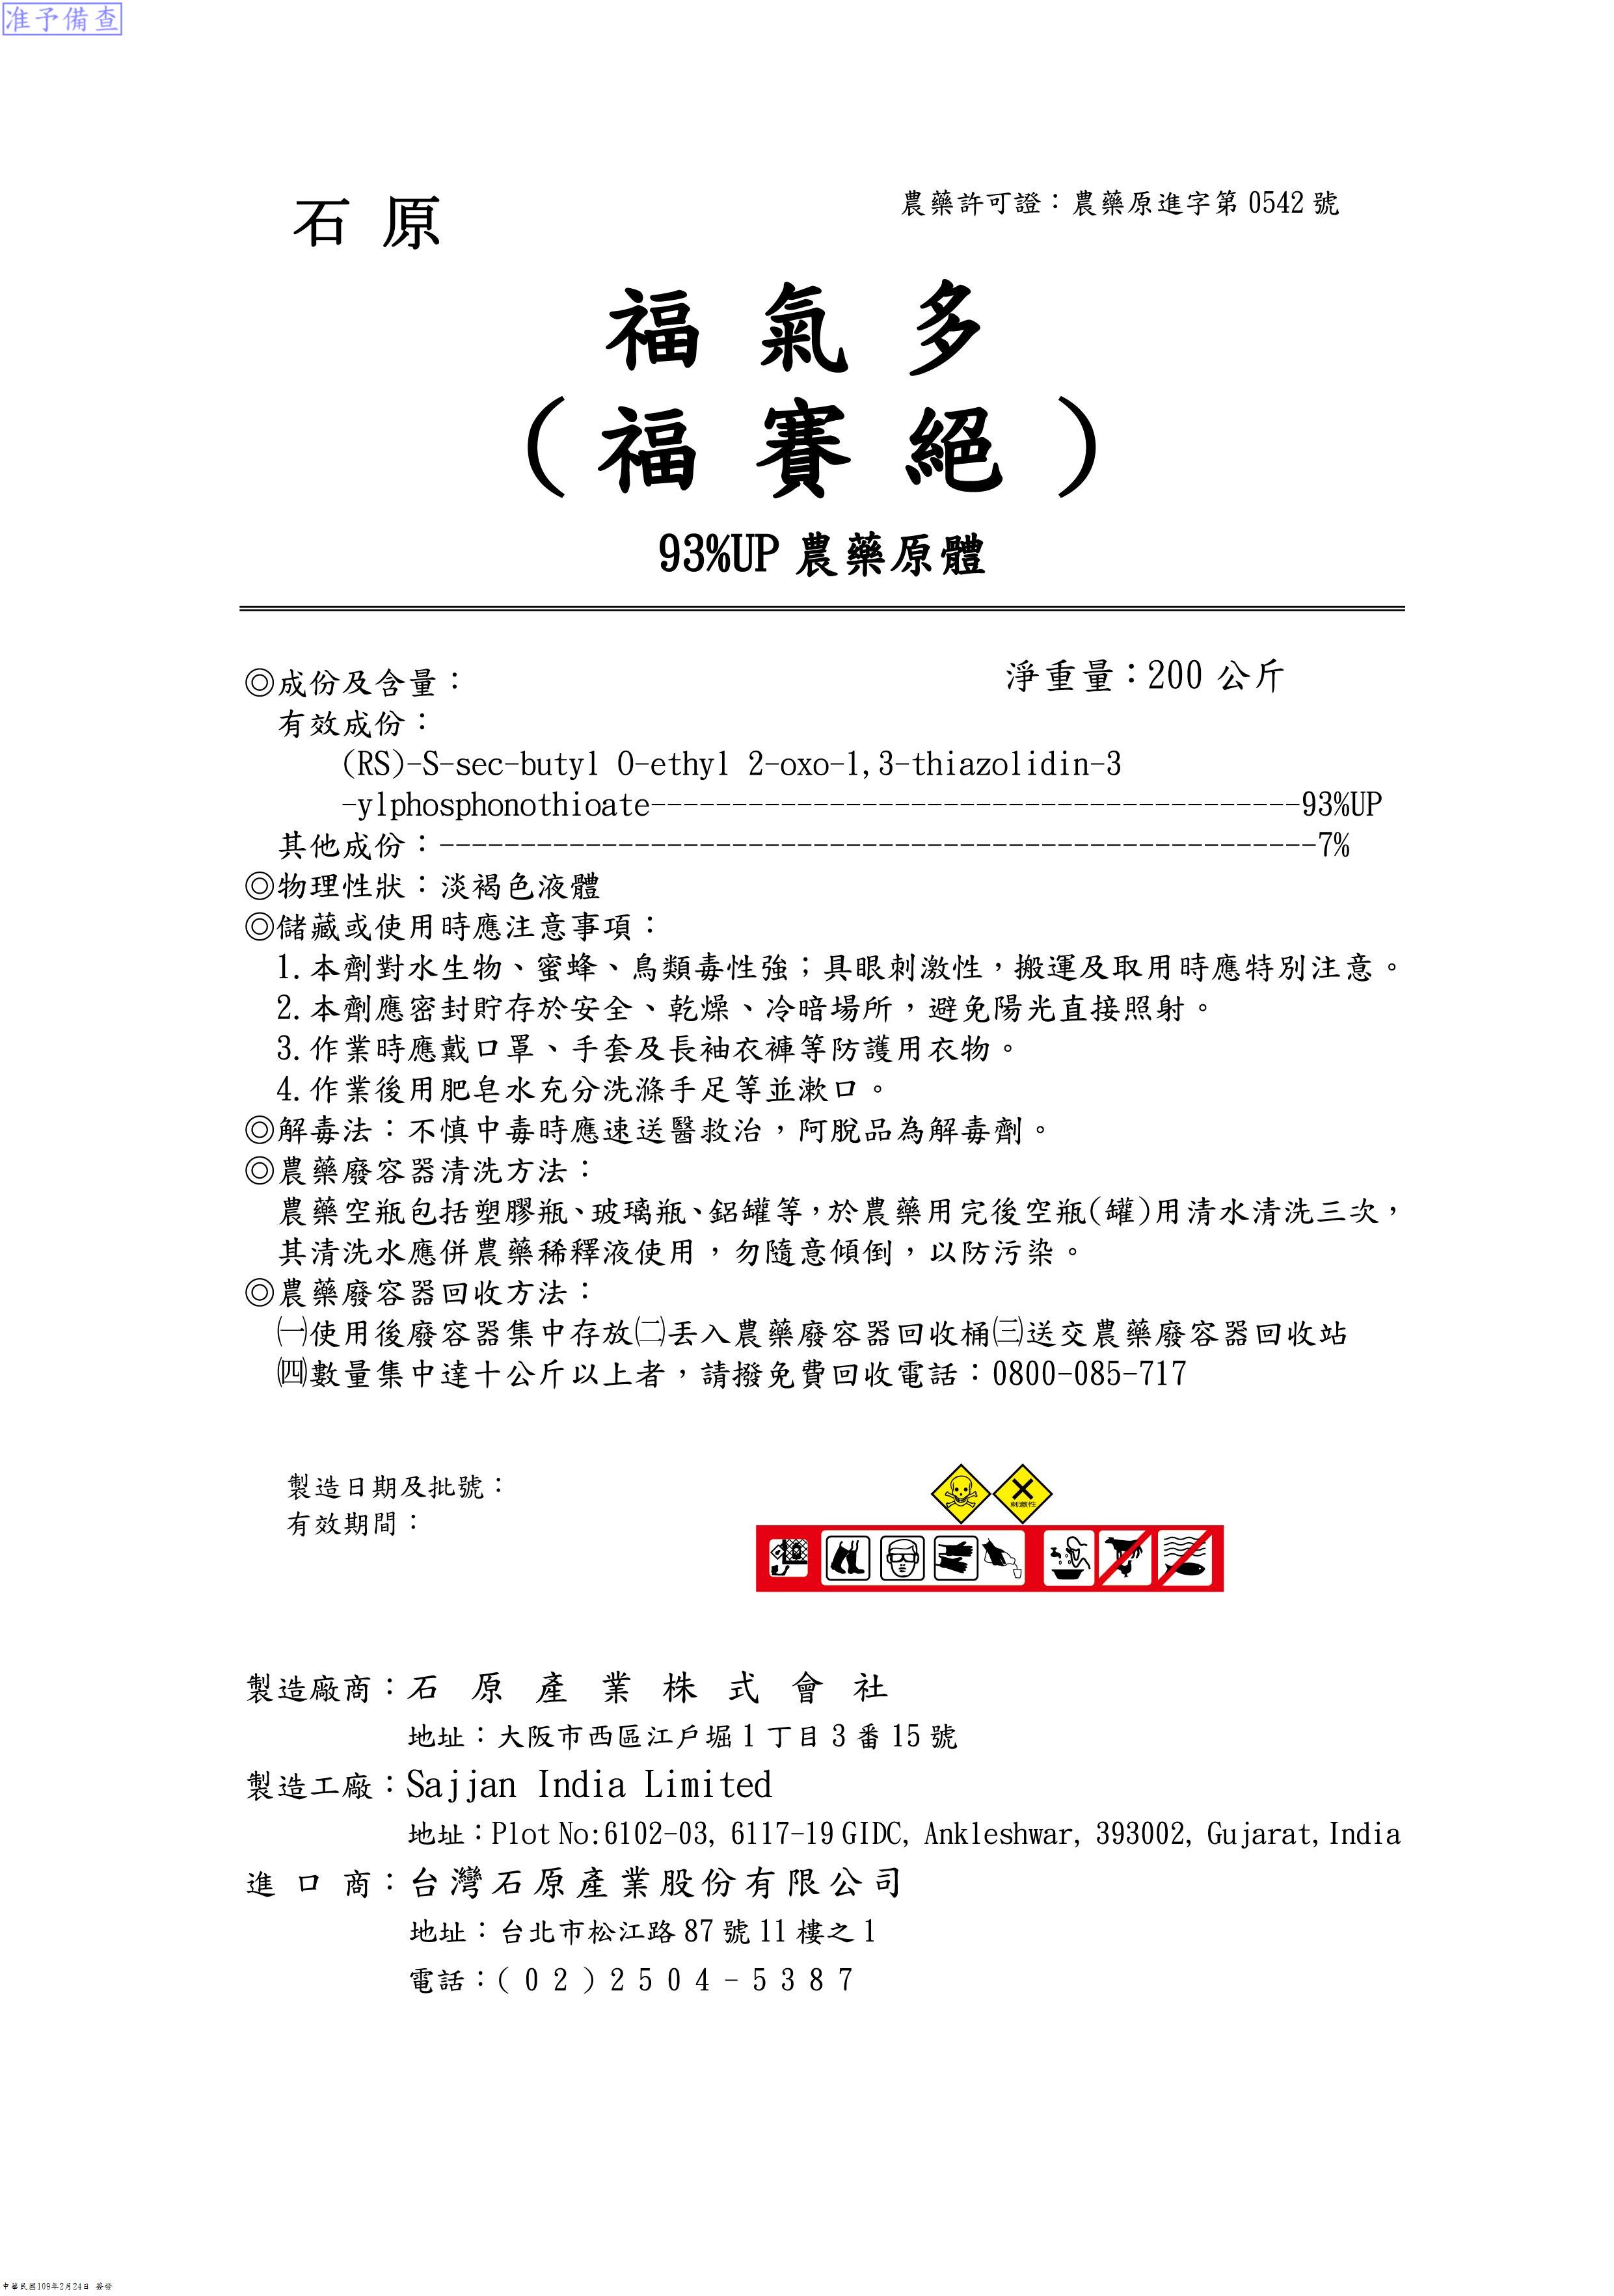 准予備查
石原
農藥許可證：農藥原進字第 0542 號
福氣多
(福賽絕)
93%UP 農藥原體
◎成份及含量：
淨重量：200 公斤
有效成份：
(RS)-S-sec-butyl O-ethyl 2-oxo-1,3-thiazolidin-3
-ylphosphonothioate----------------------------------------93%UP
其他成份：------------------------------------------------------7%
◎物理性狀：淡褐色液體
◎儲藏或使用時應注意事項：
1.本劑對水生物、蜜蜂、鳥類毒性強；具眼刺激性，搬運及取用時應特別注意。
2.本劑應密封貯存於安全、乾燥、冷暗場所，避免陽光直接照射。
3.作業時應戴口罩、手套及長袖衣褲等防護用衣物。
4.作業後用肥皂水充分洗滌手足等並漱口。
◎解毒法：不慎中毒時應速送醫救治，阿脫品為解毒劑。
◎農藥廢容器清洗方法：
農藥空瓶包括塑膠瓶、玻璃瓶、鋁罐等，於農藥用完後空瓶(罐)用清水清洗三次，
其清洗水應併農藥稀釋液使用，勿隨意傾倒，以防污染。
◎農藥廢容器回收方法：
㈠使用後廢容器集中存放㈡丟入農藥廢容器回收桶㈢送交農藥廢容器回收站
㈣數量集中達十公斤以上者，請撥免費回收電話：0800-085-717
製造日期及批號：
有效期間：
刺激性
製造廠商：石原產業株式會社
地址：大阪市西區江戶堀 1 丁目 3 番 15 號
製造工廠：Sajjan India Limited
地址：Plot No:6102-03, 6117-19 GIDC, Ankleshwar, 393002, Gujarat, India
進口商：台灣石原產業股份有限公司
地址：台北市松江路 87 號 11 樓之 1
電話：(02)2504-5387
中華民國109年2月24日 簽發